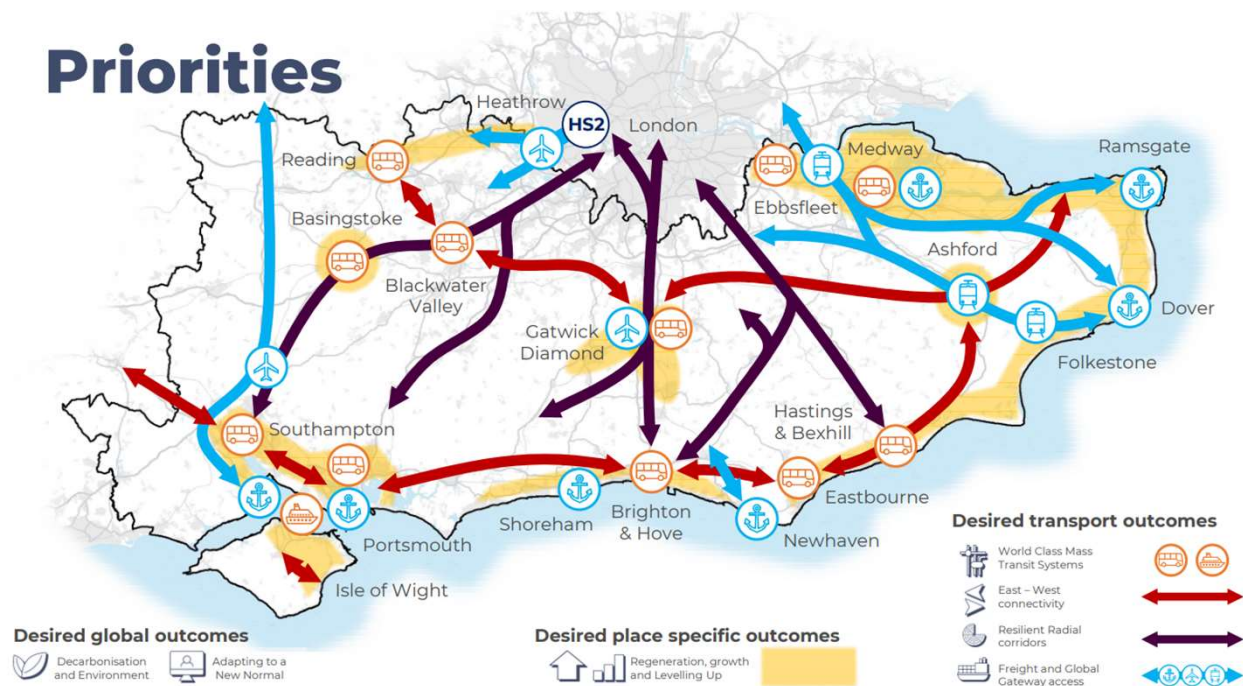 Priorities
Heathrow
HS2
London
Reading
Medway
Ramsgate
Basingstoke
Ebbsfleet
Ashford
Blackwater
Valley
Gatwick
Diamond
Dover
Folkestone
Southampton
Hastings
& Bexhill
Eastbourne
Shoreham
Brighton
& Hove
Newhaven
Portsmouth
Isle of Wight
Desired transport outcomes
World Class Mass
Transit Systems
East – West
connectivity
Resilient Radial
corridors
Freight and Global
Gateway access
Desired global outcomes
Decarbonisation
and Environment
Adapting to a
New Normal
Desired place specific outcomes
Regeneration, growth
and Levelling Up